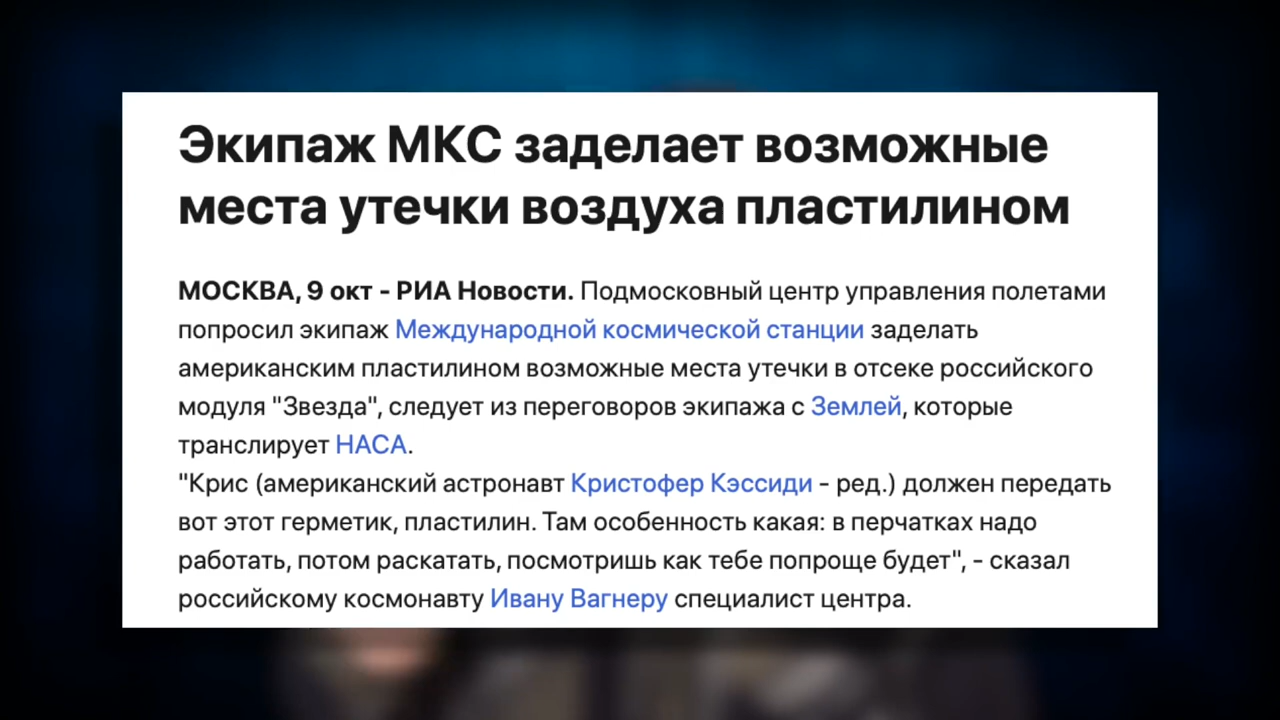 Экипаж МКС заделает возможные
места утечки воздуха пластилином
МОСКВА, 9 окт - РИА Новости. Подмосковный центр управления полетами
попросил экипаж Международной космической станции заделать
американским пластилином возможные места утечки в отсеке российского
модуля "Звезда", следует из переговоров экипажа с Землей, которые
транслирует НАСА.
"Крис (американский астронавт Кристофер Кэссиди - ред.) должен передать
вот этот герметик, пластилин. Там особенность какая: в перчатках надо
работать, потом раскатать, посмотришь как тебе попроще будет", - сказал
российскому космонавту Ивану Вагнеру специалист центра.